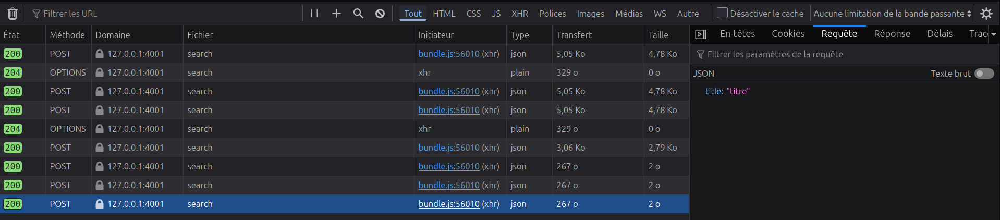 Filtrer les URL Tout HTML CSS JS XHR Polices Images Médias WS Autre Désactiver le cache Aucune limitation de la bande passante
État Méthode Domaine Fichier Initiateur Type Transfert Taille
200 POST 127.0.0.1:4001 search bundle.js:56010 (xhr) json 5,05 Ko 4,78 Ko
204 OPTIONS 127.0.0.1:4001 search xhr plain 329 o 0 o
200 POST 127.0.0.1:4001 search bundle.js:56010 (xhr) json 5,05 Ko 4,78 Ko
200 POST 127.0.0.1:4001 search bundle.js:56010 (xhr) json 5,05 Ko 4,78 Ko
204 OPTIONS 127.0.0.1:4001 search xhr plain 329 o 0 o
200 POST 127.0.0.1:4001 search bundle.js:56010 (xhr) json 3,06 Ko 2,79 Ko
200 POST 127.0.0.1:4001 search bundle.js:56010 (xhr) json 267 o 2 o
200 POST 127.0.0.1:4001 search bundle.js:56010 (xhr) json 267 o 2 o
200 POST 127.0.0.1:4001 search bundle.js:56010 (xhr) json 267 o 2 o
En-têtes Cookies Requête Réponse Délais Trac
Filtrer les paramètres de la requête
JSON Texte brut
title: "titre"